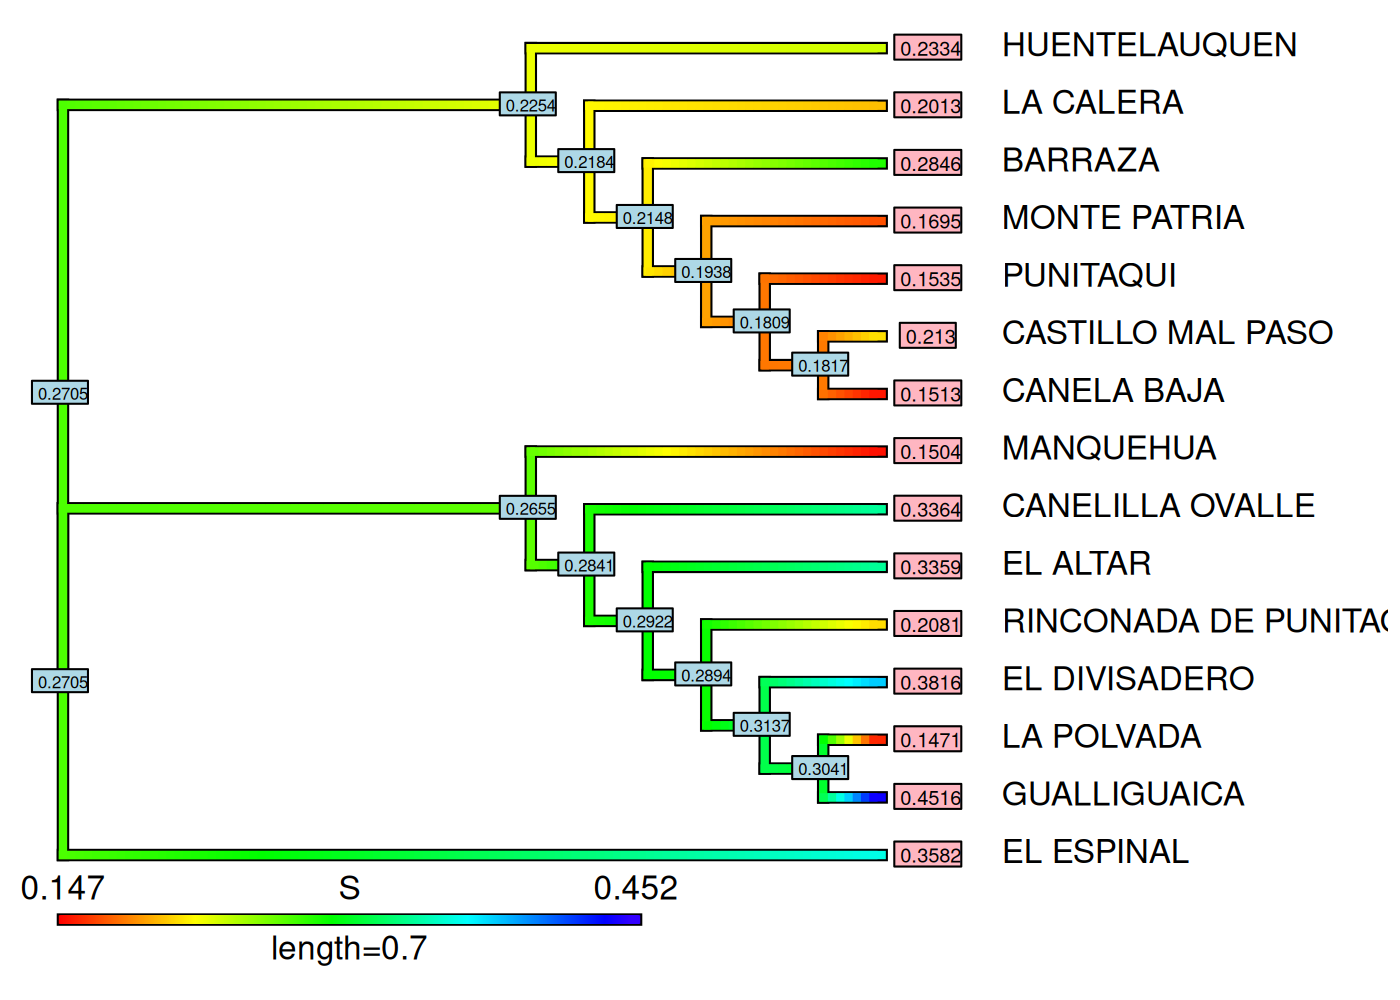 0.2334 HUENTELAUQUEN
0.2254
0.2013 LA CALERA
0.2184
0.2846 BARRAZA
0.2148
0.1695 MONTE PATRIA
0.1938
0.1535 PUNITAQUI
0.1809
0.213 CASTILLO MAL PASO
0.1817
0.2705
0.1513 CANELA BAJA
0.1504 MANQUEHUA
0.2655
0.3364 CANELILLA OVALLE
0.2841
0.3359 EL ALTAR
0.2922
0.2081 RINCONADA DE PUNITAQ
0.2894
0.2705
0.3816 EL DIVISADERO
0.3137
0.1471 LA POLVADA
0.3041
0.4516 GUALLIGUAICA
0.3582 EL ESPINAL
0.147 S 0.452
length=0.7